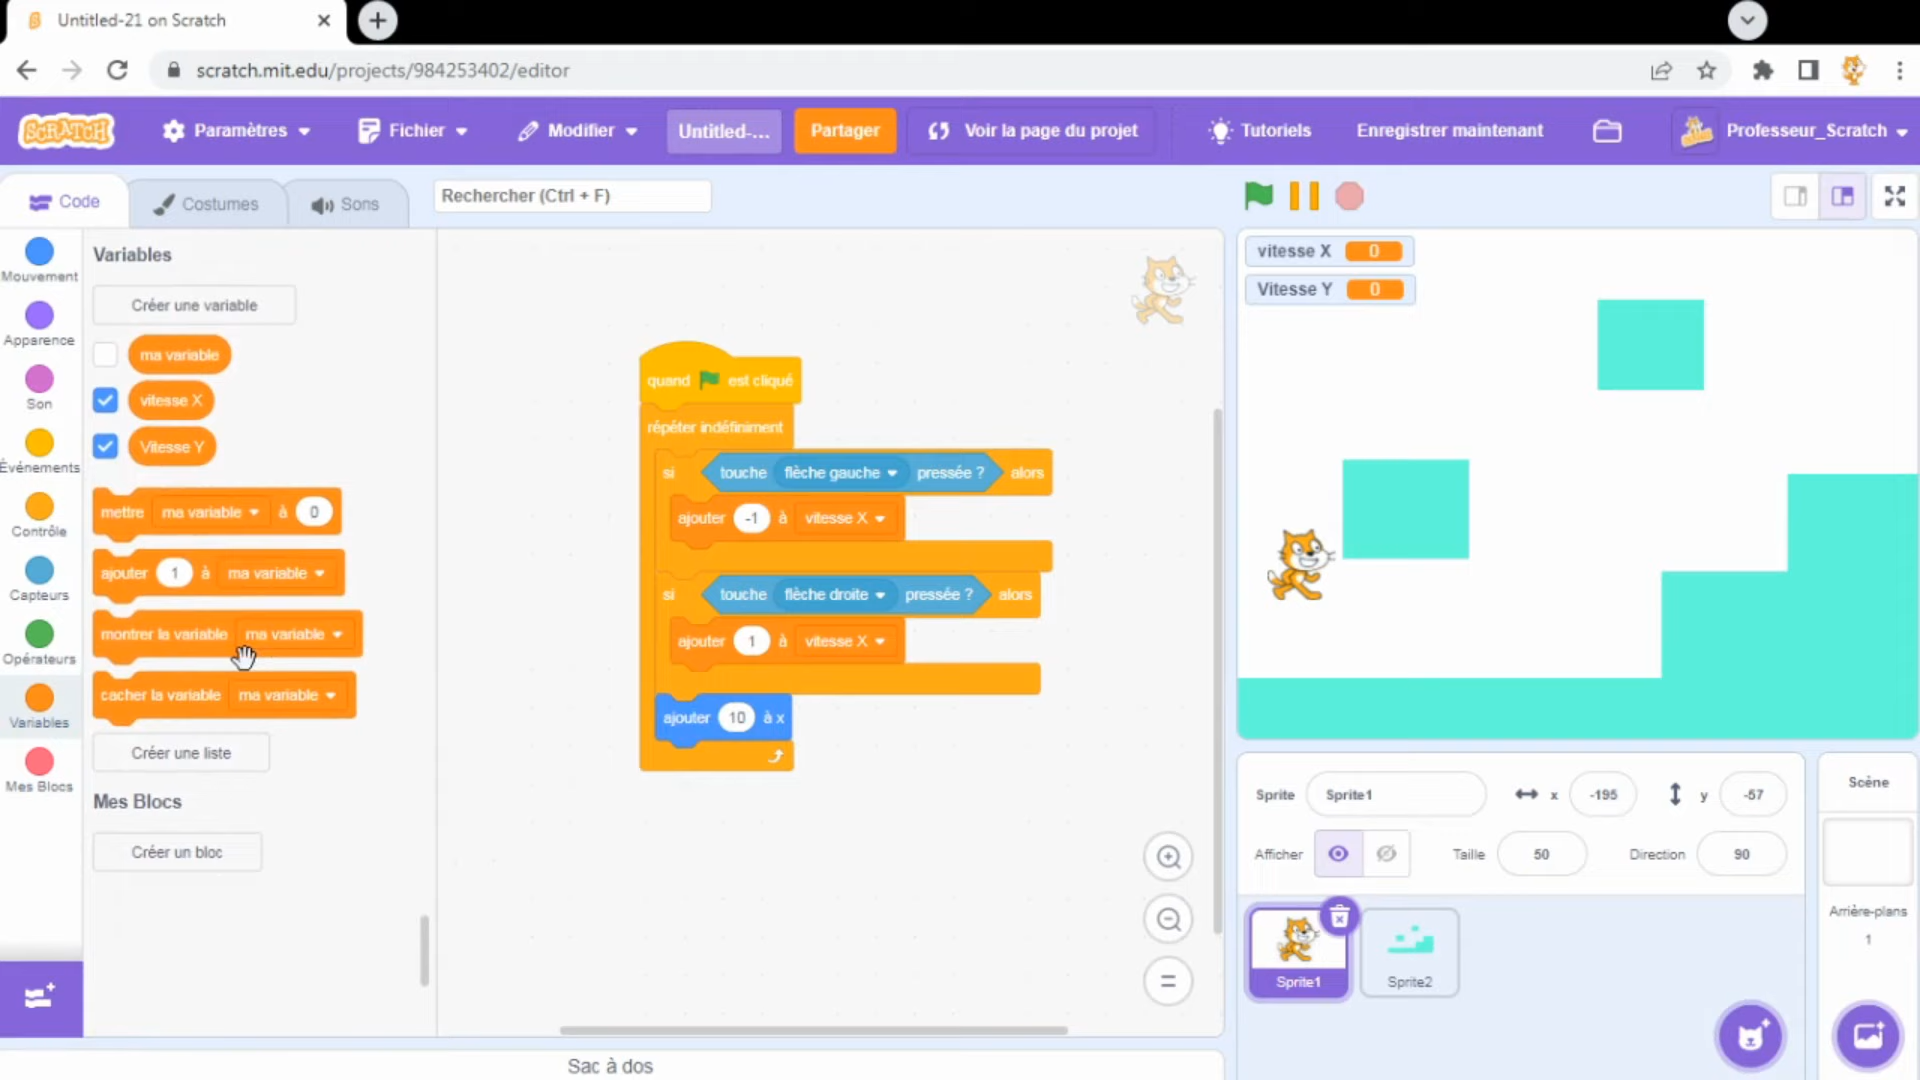 Untitled-21 on Scratch
scratch.mit.edu/projects/984253402/editor
SCRATCH
Paramètres
Fichier
Modifier
Untitled-...
Partager
Voir la page du projet
Tutoriels
Enregistrer maintenant
Professeur_Scratch
Code
Costumes
Sons
Rechercher (Ctrl + F)
Mouvement
Apparence
Son
Événements
Contrôle
Capteurs
Opérateurs
Variables
Mes Blocs
Variables
Créer une variable
ma variable
vitesse X
Vitesse Y
mettre ma variable à 0
ajouter 1 à ma variable
montrer la variable ma variable
cacher la variable ma variable
Créer une liste
Mes Blocs
Créer un bloc
quand est cliqué
répéter indéfiniment
si touche flèche gauche pressée ? alors
ajouter -1 à vitesse X
si touche flèche droite pressée ? alors
ajouter 1 à vitesse X
ajouter 10 à x
Sac à dos
vitesse X 0
Vitesse Y 0
Sprite Sprite1 x -195 y -57
Afficher Taille 50 Direction 90
Sprite1
Sprite2
Scène
Arrière-plans
1